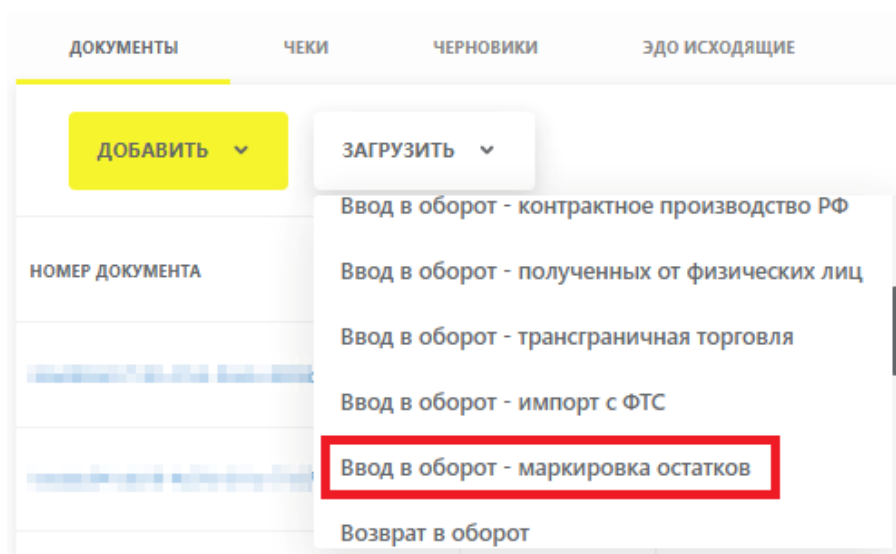 ДОКУМЕНТЫ ЧЕКИ ЧЕРНОВИКИ ЭДО ИСХОДЯЩИЕ
ДОБАВИТЬ ЗАГРУЗИТЬ
Ввод в оборот - контрактное производство РФ
НОМЕР ДОКУМЕНТА
Ввод в оборот - полученных от физических лиц
Ввод в оборот - трансграничная торговля
Ввод в оборот - импорт с ФТС
Ввод в оборот - маркировка остатков
Возврат в оборот